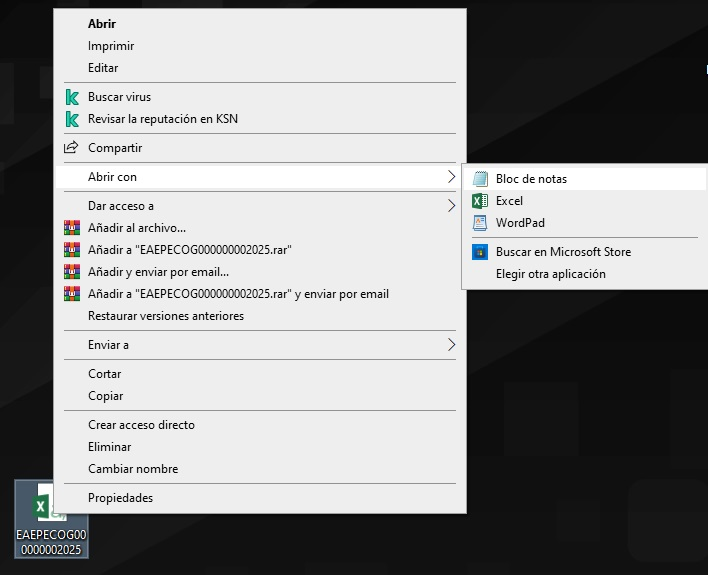 Abrir
Imprimir
Editar
Buscar virus
Revisar la reputación en KSN
Compartir
Abrir con
Dar acceso a
Añadir al archivo...
Añadir a "EAEPECOG000000002025.rar"
Añadir y enviar por email...
Añadir a "EAEPECOG000000002025.rar" y enviar por email
Restaurar versiones anteriores
Enviar a
Cortar
Copiar
Crear acceso directo
Eliminar
Cambiar nombre
Propiedades
Bloc de notas
Excel
WordPad
Buscar en Microsoft Store
Elegir otra aplicación
EAEPECOG00
0000002025